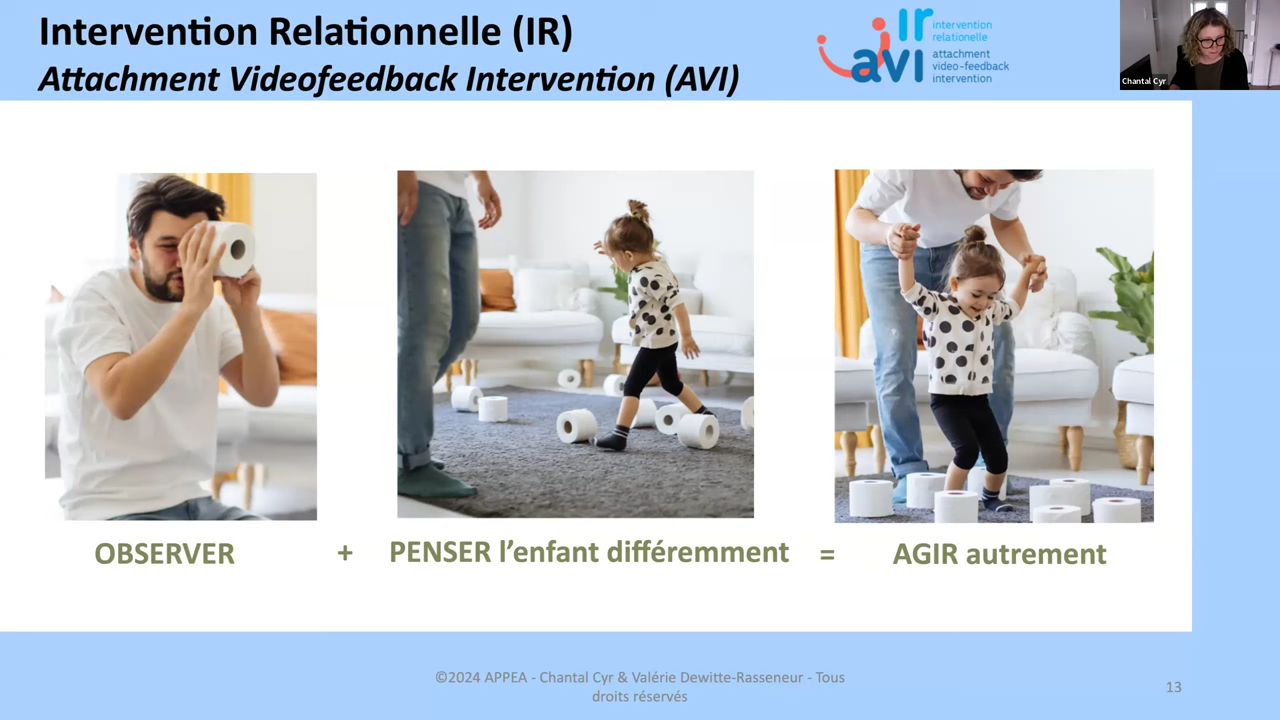 Intervention Relationnelle (IR)
Attachment Videofeedback Intervention (AVI)
iR intervention
relationelle
avi attachment
video-feedback
intervention
Chantal Cyr
OBSERVER + PENSER l’enfant différemment = AGIR autrement
©2024 APPEA - Chantal Cyr & Valérie Dewitte-Rasseneur - Tous
droits réservés
13